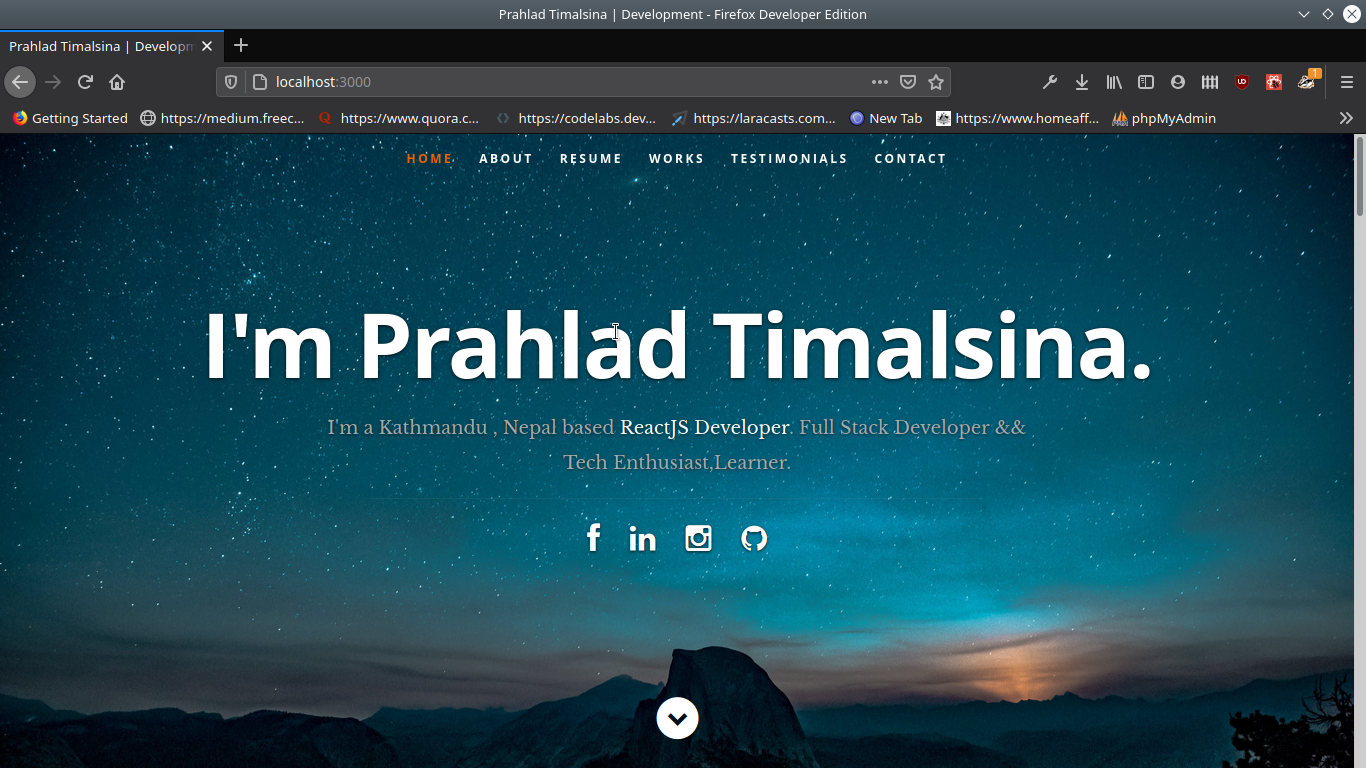 Prahlad Timalsina | Development - Firefox Developer Edition
Prahlad Timalsina | Developm
localhost:3000
UD
1
Getting Started https://medium.freec... https://www.quora.c... https://codelabs.dev... https://laracasts.com... New Tab https://www.homeaff... phpMyAdmin
HOME ABOUT RESUME WORKS TESTIMONIALS CONTACT
I'm Prahlad Timalsina.
I'm a Kathmandu , Nepal based ReactJS Developer. Full Stack Developer &&
Tech Enthusiast,Learner.